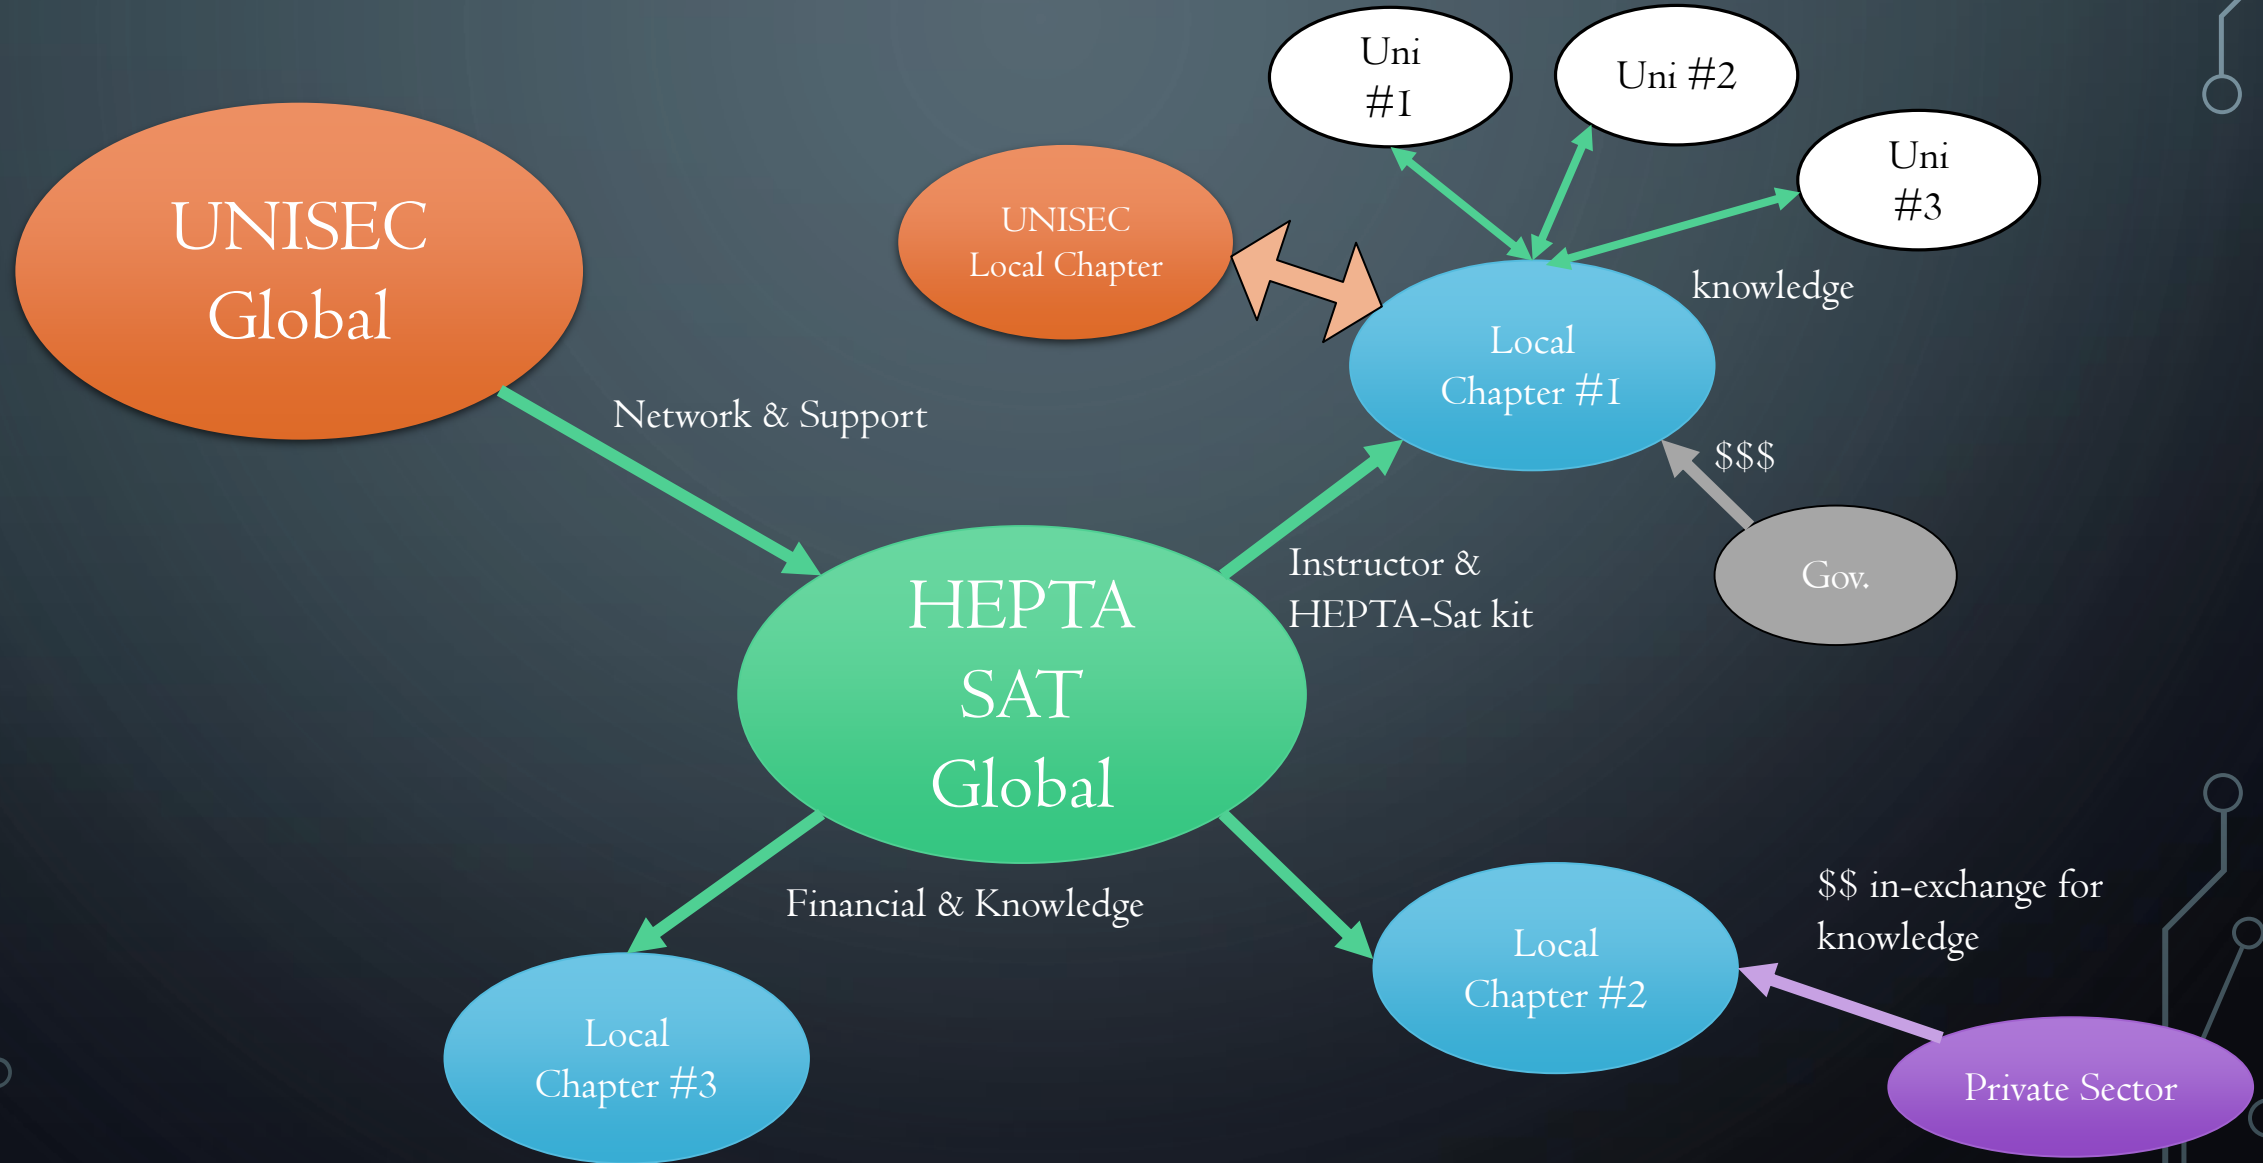 Uni
#1
Uni #2
Uni
#3
UNISEC
Global
UNISEC
Local Chapter
knowledge
Local
Chapter #1
Network & Support
$$$
Instructor &
HEPTA-Sat kit
Gov.
HEPTA
SAT
Global
Financial & Knowledge
$$ in-exchange for
knowledge
Local
Chapter #2
Local
Chapter #3
Private Sector